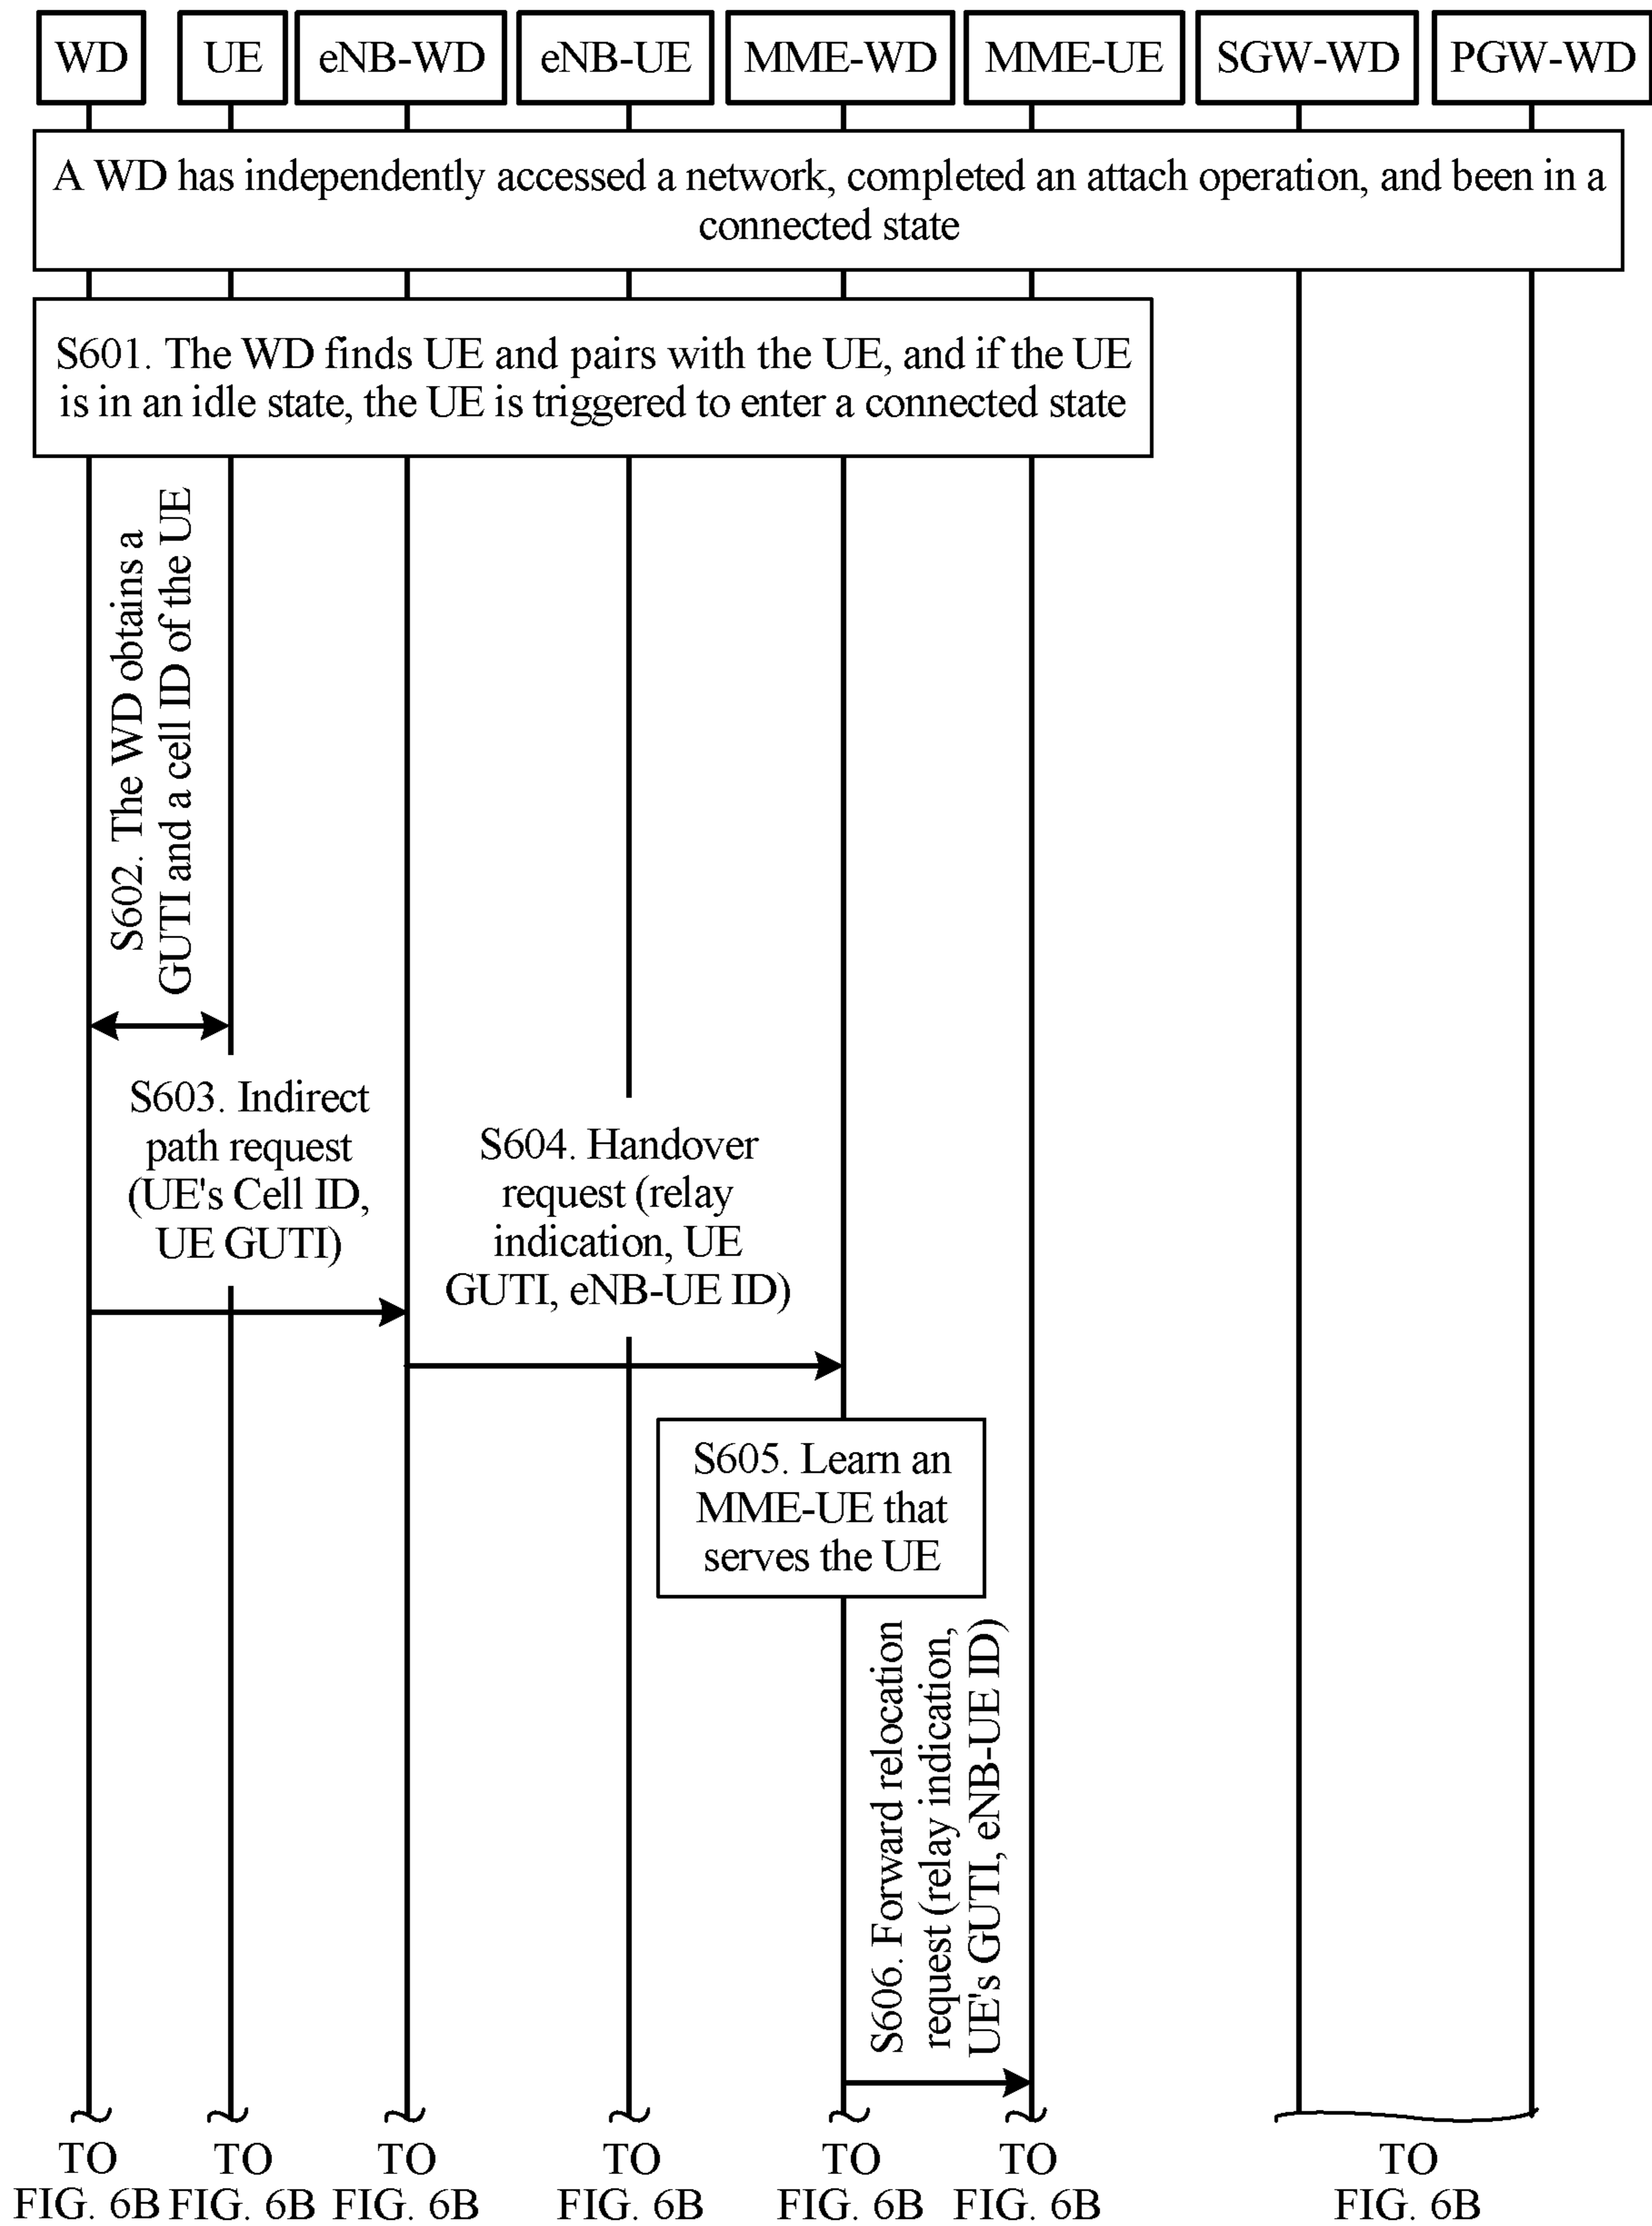 WD
UE
eNB-WD
eNB-UE
MME-WD
MME-UE
SGW-WD
PGW-WD
A WD has independently accessed a network, completed an attach operation, and been in a
connected state
S601. The WD finds UE and pairs with the UE, and if the UE
is in an idle state, the UE is triggered to enter a connected state
S602. The WD obtains a
GUTI and a cell ID of the UE
S603. Indirect
path request
(UE's Cell ID,
UE GUTI)
S604. Handover
request (relay
indication, UE
GUTI, eNB-UE ID)
S605. Learn an
MME-UE that
serves the UE
S606. Forward relocation
request (relay indication,
UE's GUTI, eNB-UE ID)
TO
FIG. 6B
TO
FIG. 6B
TO
FIG. 6B
TO
FIG. 6B
TO
FIG. 6B
TO
FIG. 6B
TO
FIG. 6B